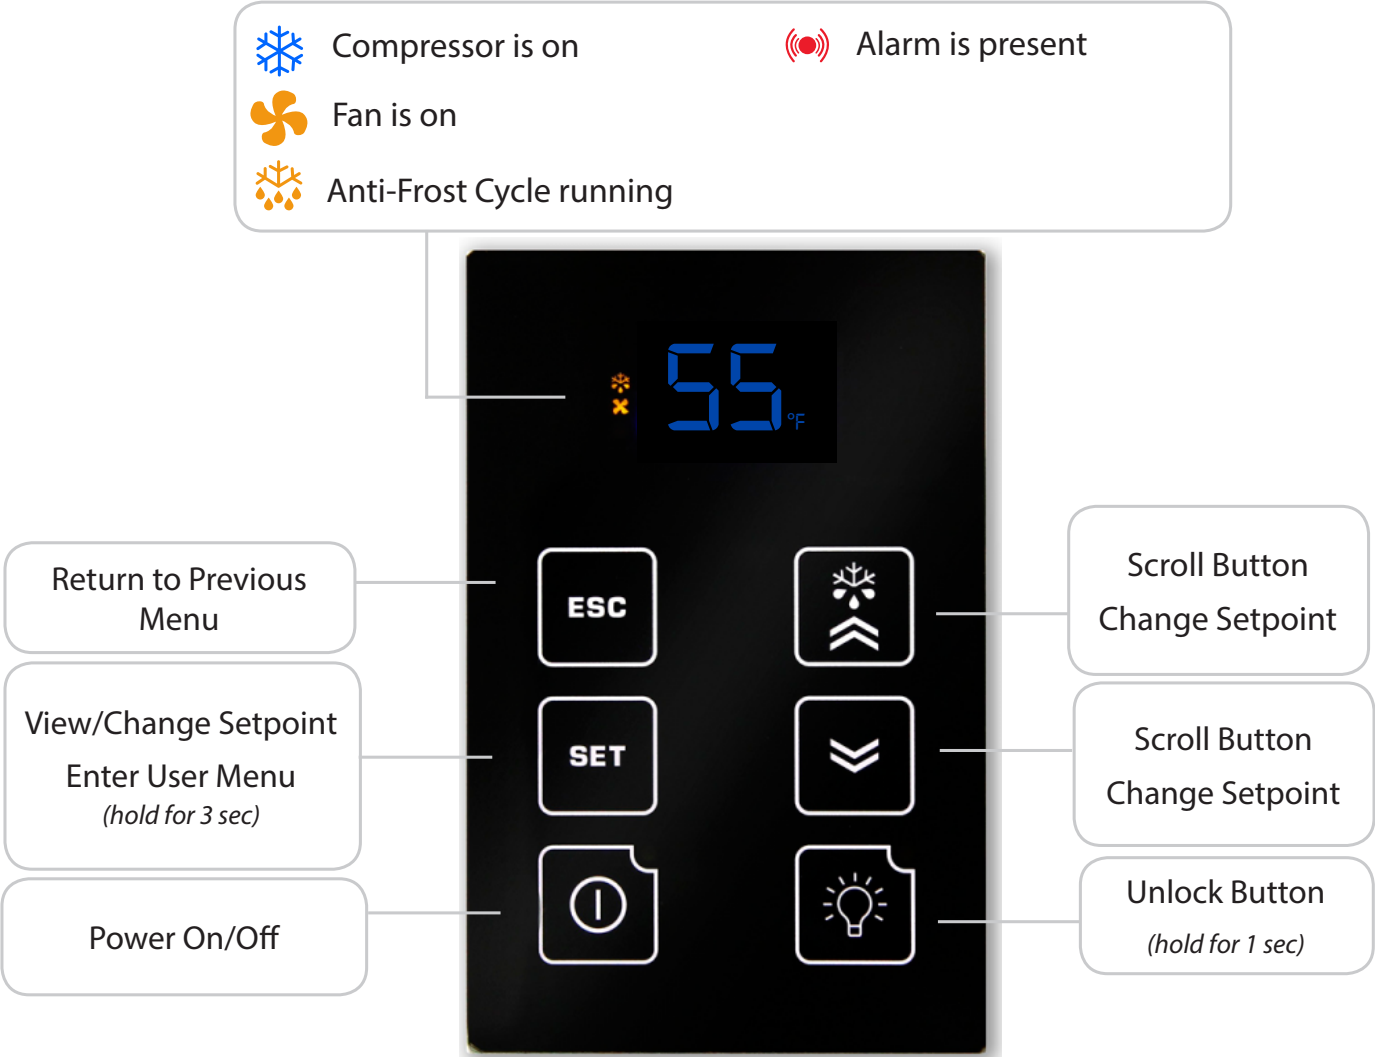 Compressor is on
Alarm is present
Fan is on
Anti-Frost Cycle running
55 °F
Return to Previous
Menu
ESC
Scroll Button
Change Setpoint
View/Change Setpoint
Enter User Menu
(hold for 3 sec)
SET
Scroll Button
Change Setpoint
Power On/Off
Unlock Button
(hold for 1 sec)